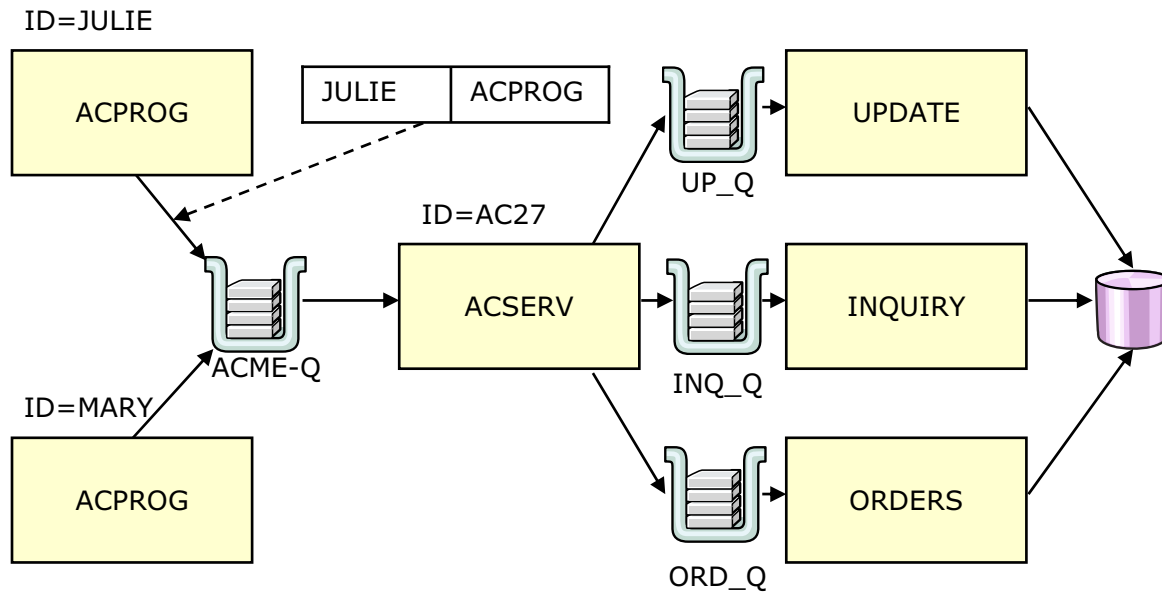 ID=JULIE
ACPROG
JULIE ACPROG
UPDATE
UP_Q
ID=AC27
ACSERV
INQUIRY
ACME-Q
INQ_Q
ID=MARY
ACPROG
ORDERS
ORD_Q